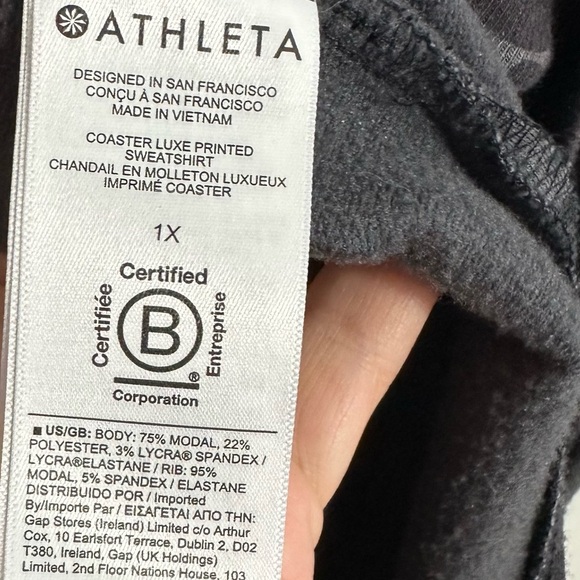 ATHLETA
DESIGNED IN SAN FRANCISCO
CONÇU À SAN FRANCISCO
MADE IN VIETNAM
COASTER LUXE PRINTED
SWEATSHIRT
CHANDAIL EN MOLLETON LUXUEUX
IMPRIMÉ COASTER
1X
Certified
Certifiée
B
Entreprise
®
Corporation
■ US/GB: BODY: 75% MODAL, 22%
POLYESTER, 3% LYCRA® SPANDEX /
LYCRA®ELASTANE / RIB: 95%
MODAL, 5% SPANDEX / ELASTANE
DISTRIBUIDO POR / Imported
By/Importe Par / ΕΙΣΑΓΕΤΑΙ ΑΠΟ ΤΗΝ:
Gap Stores (Ireland) Limited c/o Arthur
Cox, 10 Earlsfort Terrace, Dublin 2, D02
T380, Ireland, Gap (UK Holdings)
Limited, 2nd Floor Nations House, 103